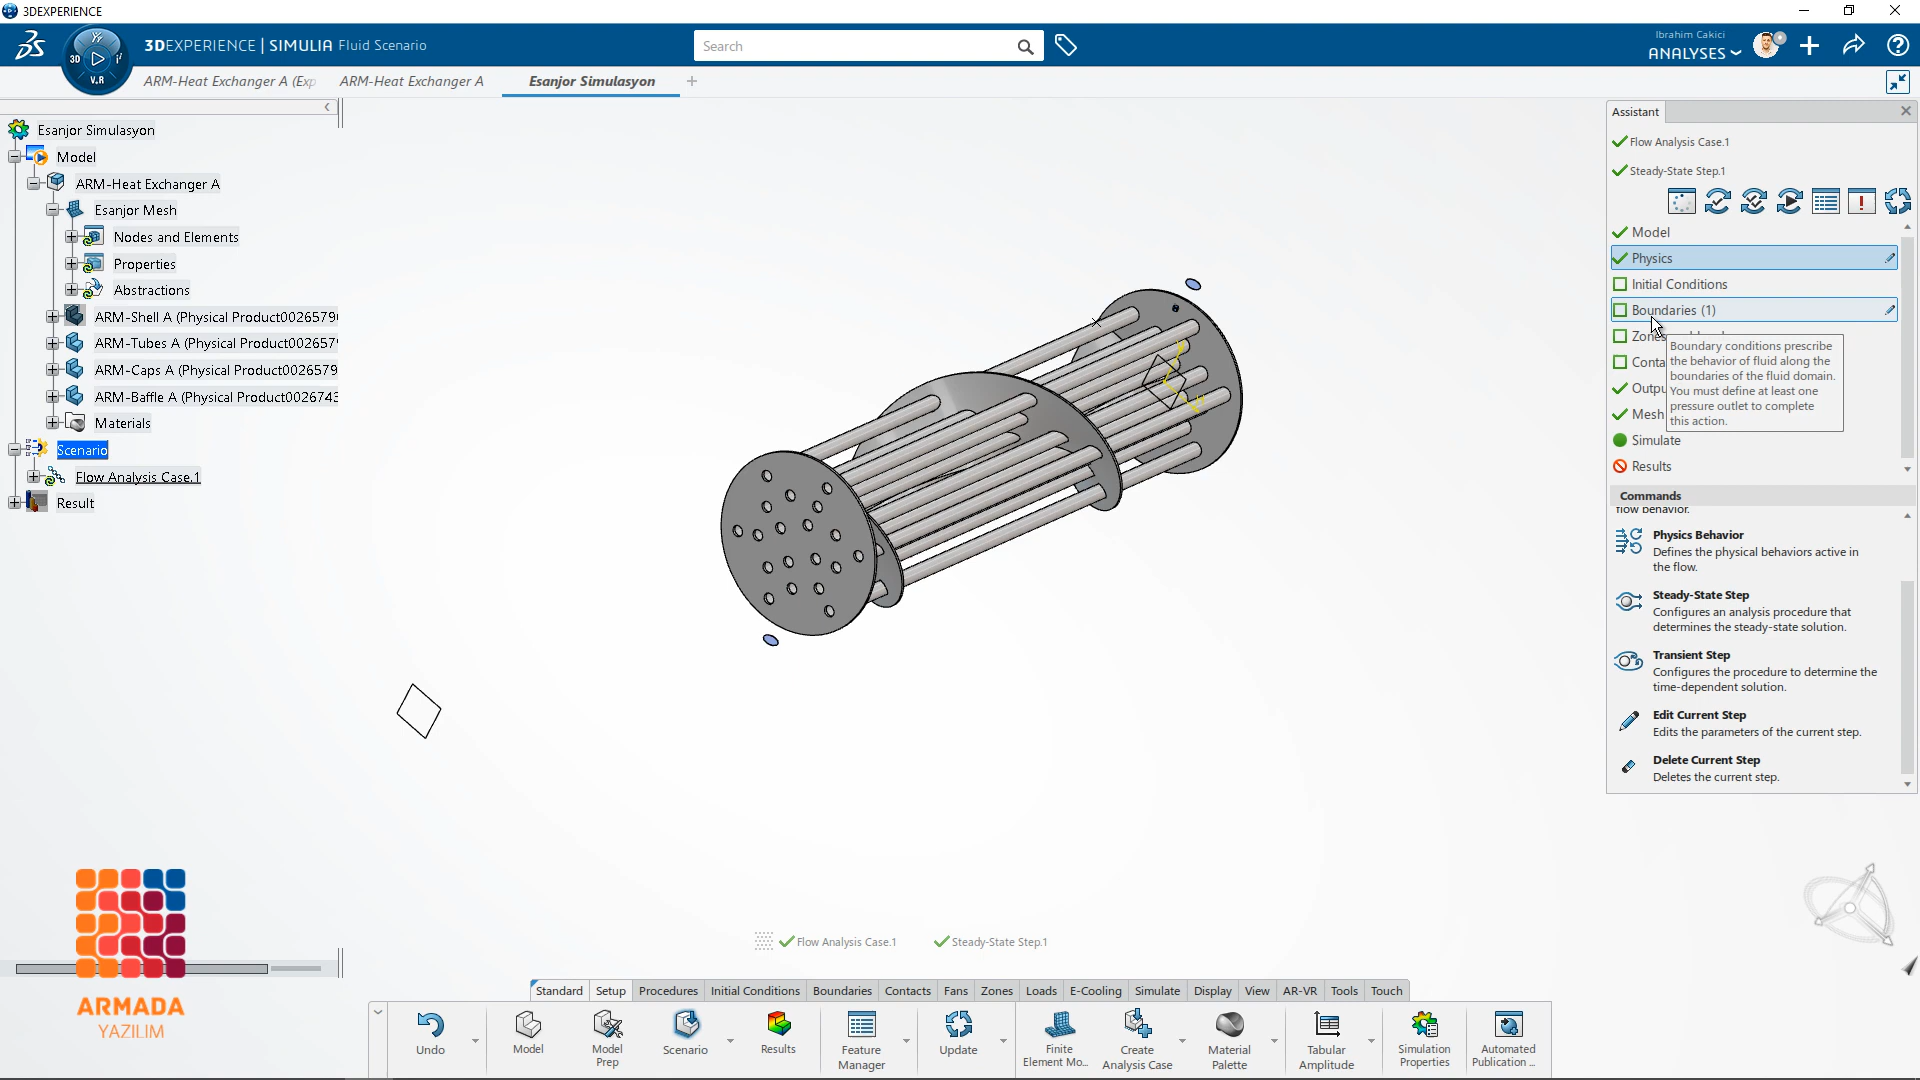 3DEXPERIENCE
3DEXPERIENCE | SIMULIA Fluid Scenario
3D
V.R
Search
Ibrahim Cakici
ANALYSES
ARM-Heat Exchanger A (Exp
ARM-Heat Exchanger A
Esanjor Simulasyon
Esanjor Simulasyon
Model
ARM-Heat Exchanger A
Esanjor Mesh
Nodes and Elements
Properties
Abstractions
ARM-Shell A (Physical Product0026579
ARM-Tubes A (Physical Product002657
ARM-Caps A (Physical Product0026579
ARM-Baffle A (Physical Product0026743
Materials
Scenario
Flow Analysis Case.1
Result
Assistant
Flow Analysis Case.1
Steady-State Step.1
Model
Physics
Initial Conditions
Boundaries (1)
Zones
Conta
Outpu
Mesh
Simulate
Results
Boundary conditions prescribe
the behavior of fluid along the
boundaries of the fluid domain.
You must define at least one
pressure outlet to complete
this action.
Commands
flow behavior.
Physics Behavior
Defines the physical behaviors active in
the flow.
Steady-State Step
Configures an analysis procedure that
determines the steady-state solution.
Transient Step
Configures the procedure to determine the
time-dependent solution.
Edit Current Step
Edits the parameters of the current step.
Delete Current Step
Deletes the current step.
ARMADA
YAZILIM
Flow Analysis Case.1
Steady-State Step.1
Standard Setup Procedures Initial Conditions Boundaries Contacts Fans Zones Loads E-Cooling Simulate Display View AR-VR Tools Touch
Undo
Model
Model
Prep
Scenario
Results
Feature
Manager
Update
Finite
Element Mo...
Create
Analysis Case
Material
Palette
Tabular
Amplitude
Simulation
Properties
Automated
Publication ...